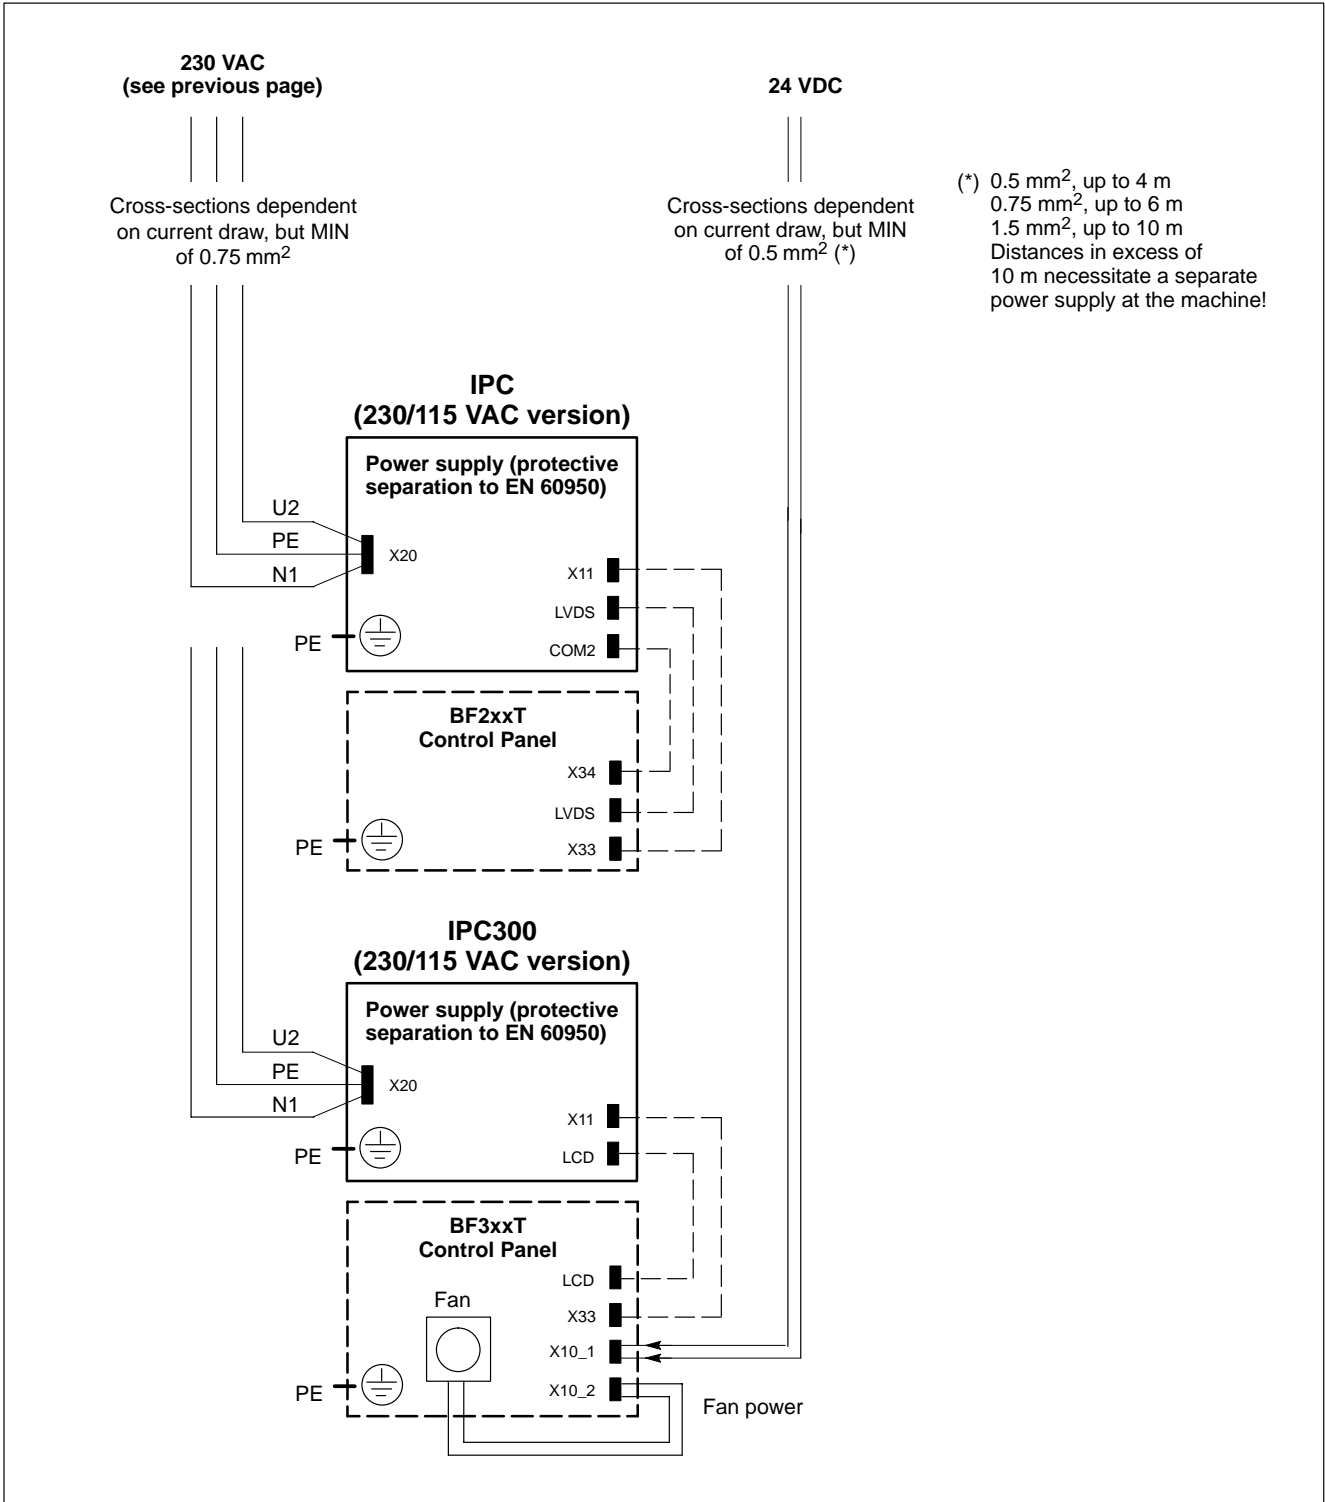 230 VAC
(see previous page)
24 VDC
Cross-sections dependent
on current draw, but MIN
of 0.75 mm²
Cross-sections dependent
on current draw, but MIN
of 0.5 mm² (*)
(*) 0.5 mm², up to 4 m
0.75 mm², up to 6 m
1.5 mm², up to 10 m
Distances in excess of
10 m necessitate a separate
power supply at the machine!
IPC
(230/115 VAC version)
Power supply (protective
separation to EN 60950)
U2
PE
N1
X20
X11
LVDS
COM2
PE
BF2xxT
Control Panel
X34
LVDS
X33
PE
IPC300
(230/115 VAC version)
Power supply (protective
separation to EN 60950)
U2
PE
N1
X20
X11
LCD
PE
BF3xxT
Control Panel
LCD
Fan
X33
X10_1
X10_2
PE
Fan power